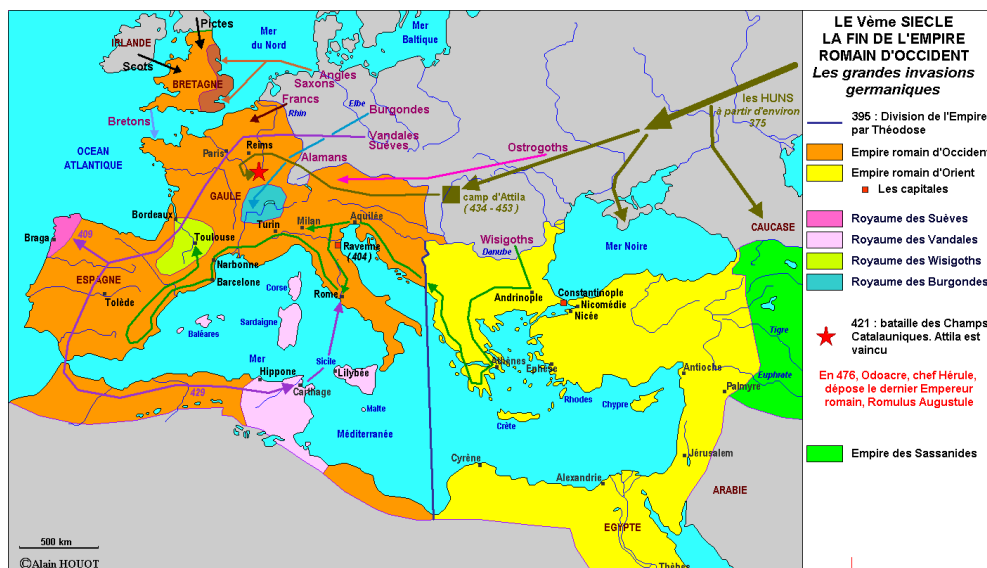 LE Vème SIECLE
LA FIN DE L'EMPIRE
ROMAIN D'OCCIDENT
Les grandes invasions
germaniques
395 : Division de l'Empire
par Théodose
Empire romain d'Occident
Empire romain d'Orient
Les capitales
Royaume des Suèves
Royaume des Vandales
Royaume des Wisigoths
Royaume des Burgondes
421 : bataille des Champs
Catalauniques. Attila est
vaincu
En 476, Odoacre, chef Hérule,
dépose le dernier Empereur
romain, Romulus Augustule
Empire des Sassanides
Pictes
IRLANDE
Scots
BRETAGNE
Mer
du Nord
Mer
Baltique
Angles
Saxons
Francs
Rhin
Elbe
Burgondes
Bretons
Vandales
Suéves
les HUNS
à partir d'environ
375
OCEAN
ATLANTIQUE
Paris
Reims
Alamans
Ostrogoths
camp d'Attila
(434 - 453)
GAULE
Bordeaux
Toulouse
Turin
Milan
Aquilée
Ravenne
(404)
Wisigoths
Danube
Mer Noire
CAUCASE
Braga
409
ESPAGNE
Tolède
Narbonne
Barcelone
Corse
Rome
Andrinople
Constantinople
Nicomédie
Nicée
Baléares
Sardaigne
Tigre
Euphrate
Mer
Hippone
Sicile
Lilybée
Athènes
Ephèse
Antioche
Palmyre
429
Carthage
Malte
Rhodes
Chypre
Crète
Méditerranée
Cyrène
Alexandrie
Jérusalem
ARABIE
EGYPTE
Thèbes
500 km
©Alain HOUOT